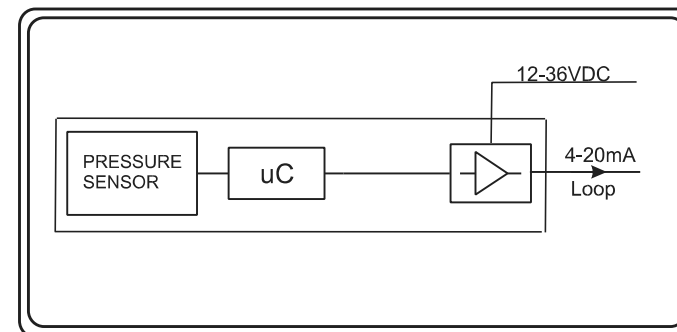 12-36VDC
PRESSURE
SENSOR
uC
4-20mA
Loop